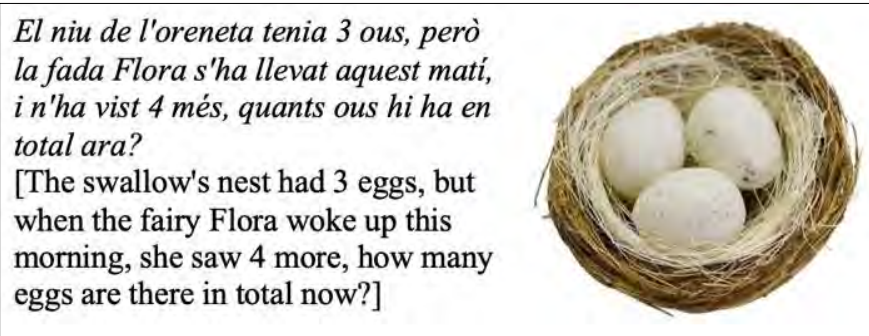 El niu de l'oreneta tenia 3 ous, però
la fada Flora s'ha llevat aquest matí,
i n'ha vist 4 més, quants ous hi ha en
total ara?
[The swallow's nest had 3 eggs, but
when the fairy Flora woke up this
morning, she saw 4 more, how many
eggs are there in total now?]